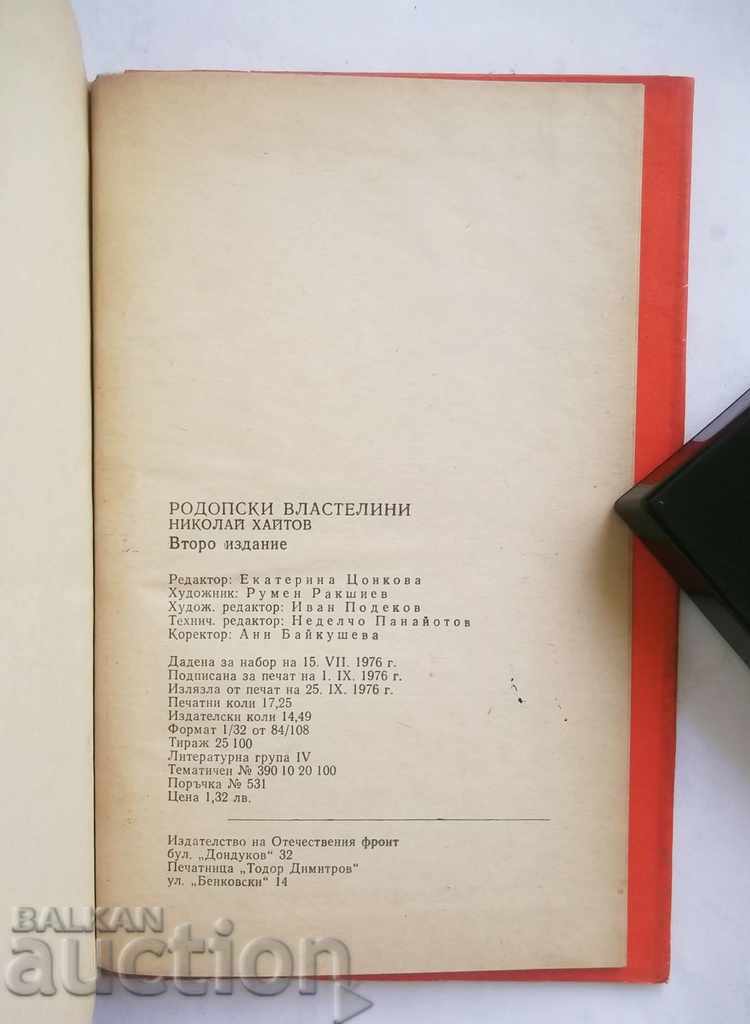 РОДОПСКИ ВЛАСТЕЛИНИ
НИКОЛАЙ ХАЙТОВ
Второ издание
Редактор: Екатерина Цонкова
Художник: Румен Ракшиев
Худож. редактор: Иван Подеков
Технич. редактор: Неделчо Панайотов
Коректор: Ани Байкушева
Дадена за набор на 15. VII. 1976 г.
Подписана за печат на 1. IX. 1976 г.
Излязла от печат на 25. IX. 1976 г.
Печатни коли 17,25
Издателски коли 14,49
Формат 1/32 от 84/108
Тираж 25 100
Литературна група IV
Тематичен № 390 10 20 100
Поръчка № 531
Цена 1,32 лв.
Издателство на Отечествения фронт
бул. „Дондуков“ 32
Печатница „Тодор Димитров“
ул. „Бенковски“ 14
BALKAN
auction